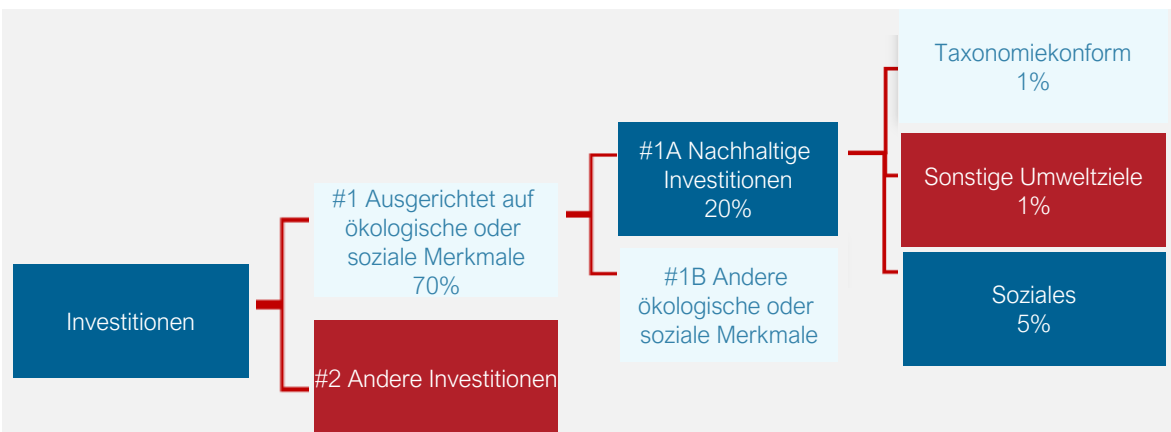 Investitionen
#1 Ausgerichtet auf
ökologische oder
soziale Merkmale
70%
#2 Andere Investitionen
#1A Nachhaltige
Investitionen
20%
#1B Andere
ökologische oder
soziale Merkmale
Taxonomiekonform
1%
Sonstige Umweltziele
1%
Soziales
5%